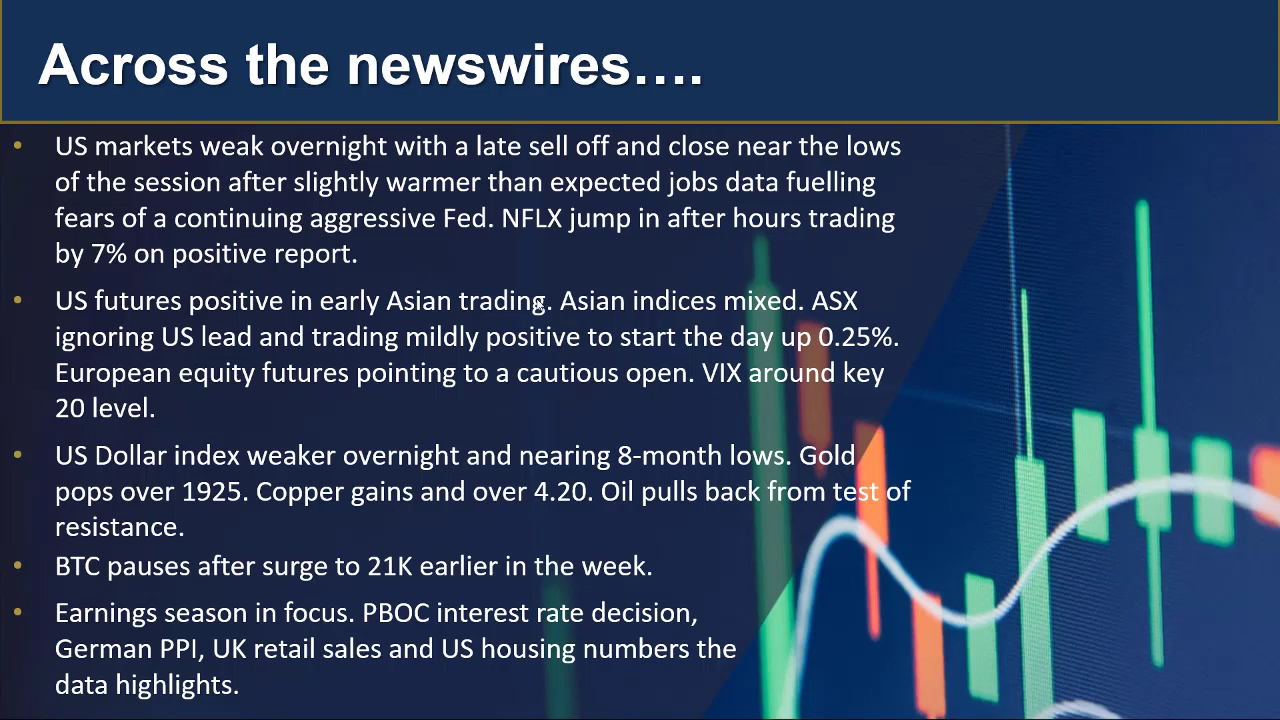 Across the newswires….
• US markets weak overnight with a late sell off and close near the lows
of the session after slightly warmer than expected jobs data fuelling
fears of a continuing aggressive Fed. NFLX jump in after hours trading
by 7% on positive report.
• US futures positive in early Asian trading. Asian indices mixed. ASX
ignoring US lead and trading mildly positive to start the day up 0.25%.
European equity futures pointing to a cautious open. VIX around key
20 level.
• US Dollar index weaker overnight and nearing 8-month lows. Gold
pops over 1925. Copper gains and over 4.20. Oil pulls back from test of
resistance.
• BTC pauses after surge to 21K earlier in the week.
• Earnings season in focus. PBOC interest rate decision,
German PPI, UK retail sales and US housing numbers the
data highlights.